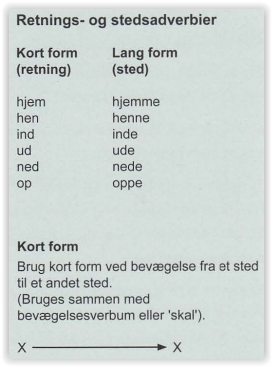 Retnings- og stedsadverbier
Kort form Lang form
(retning) (sted)
hjem hjemme
hen henne
ind inde
ud ude
ned nede
op oppe
Kort form
Brug kort form ved bevægelse fra et sted
til et andet sted.
(Bruges sammen med
bevægelsesverbum eller 'skal').
X X